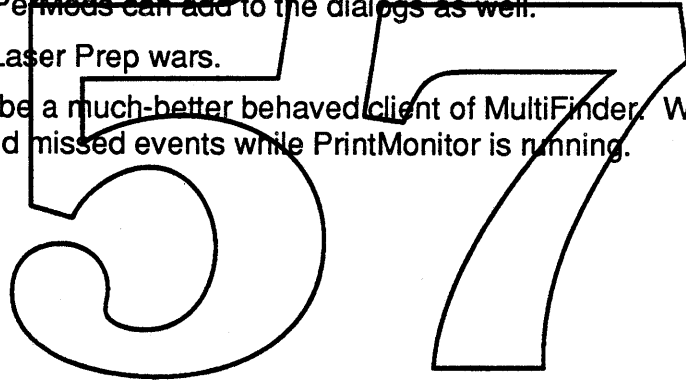 PerMods can add to the dialogs as well.
Laser Prep wars.
be a much-better behaved client of MultiFinder. W
d missed events while PrintMonitor is running.
57